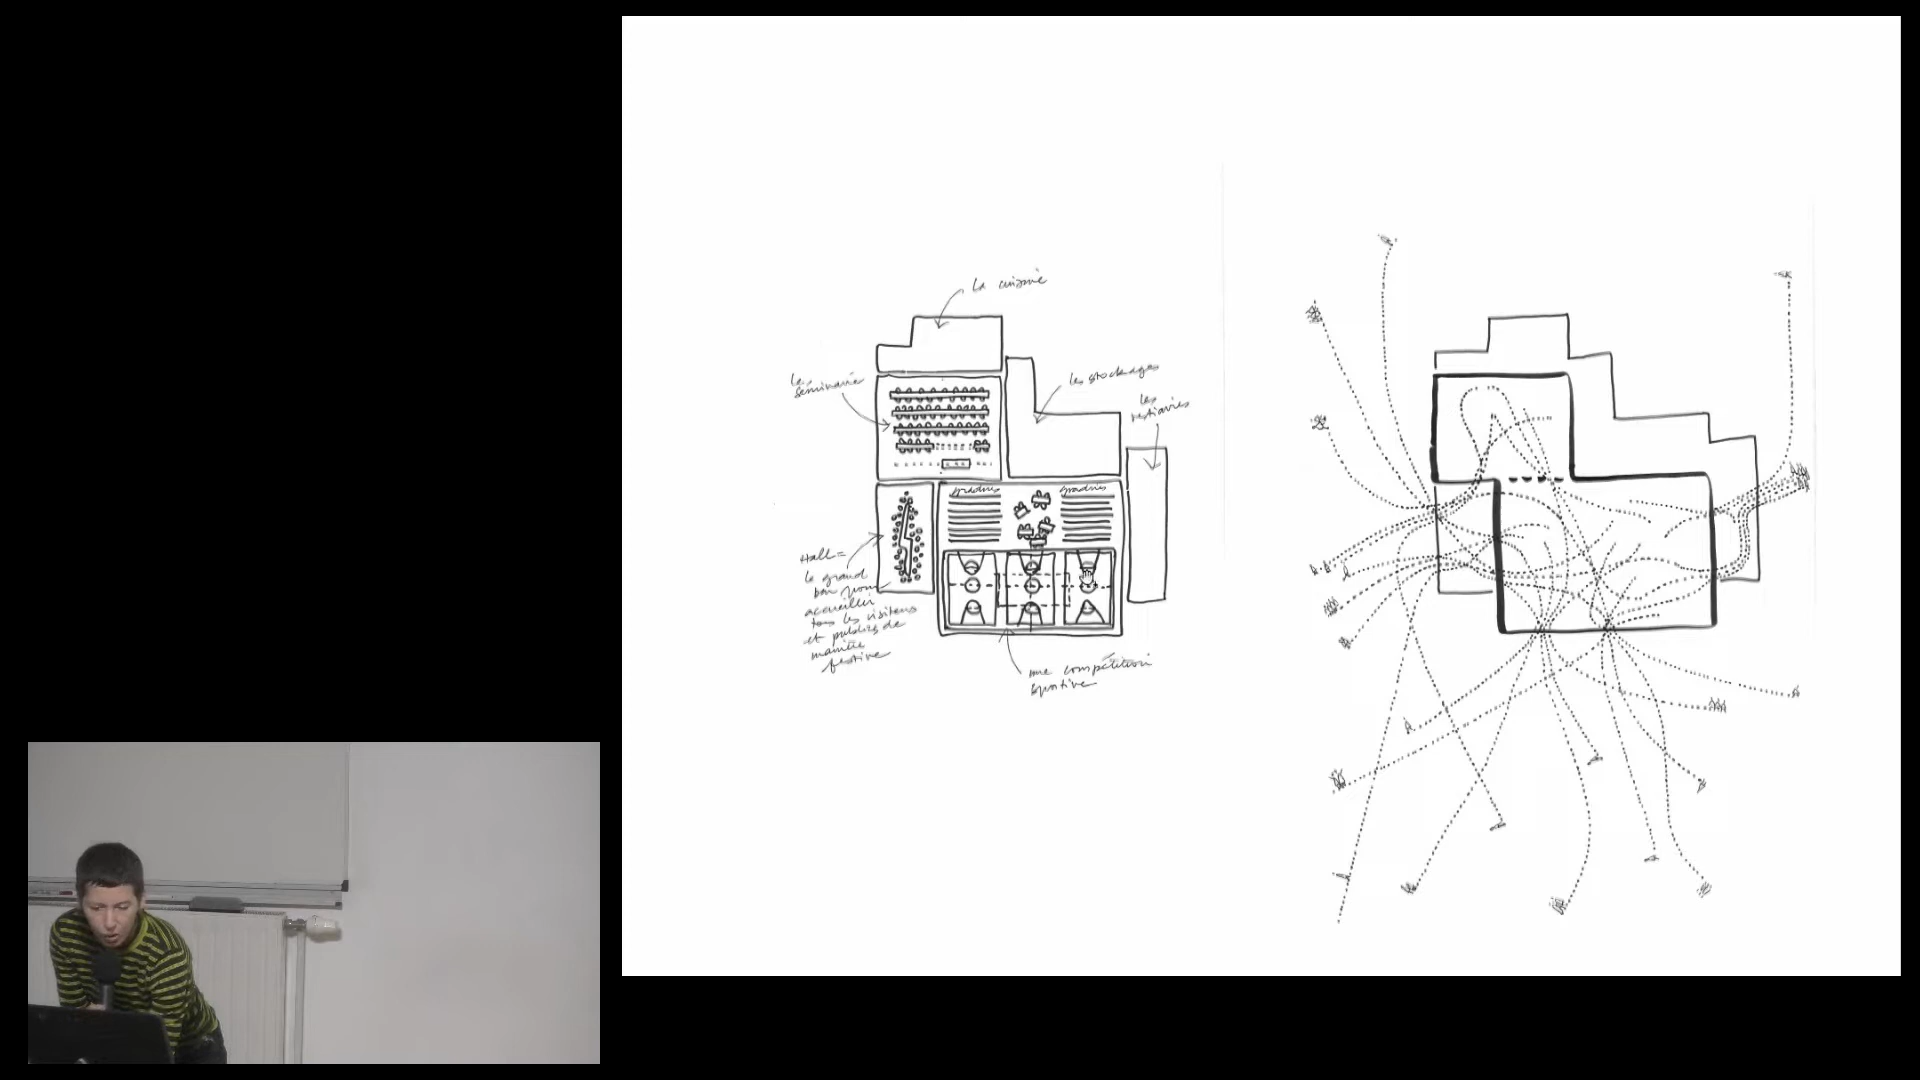 La cuisine
les stockages
les
séminaire
les
vestiaires
gradins
gradins
Hall =
le grand
bar pour
accueillir
tous les visiteurs
et publics de
manière
festive
une compétition
sportive